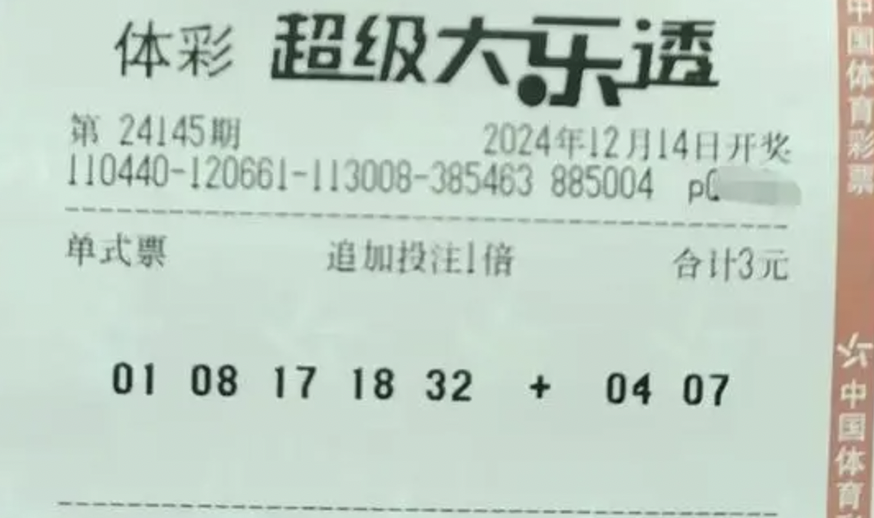 体彩 超级大乐透
第 24145期 2024年12月14日开奖
110440-120661-113008-385463 885004
单式票 追加投注1倍 合计3元
01 08 17 18 32 + 04 07
中国体育彩票
中国体育